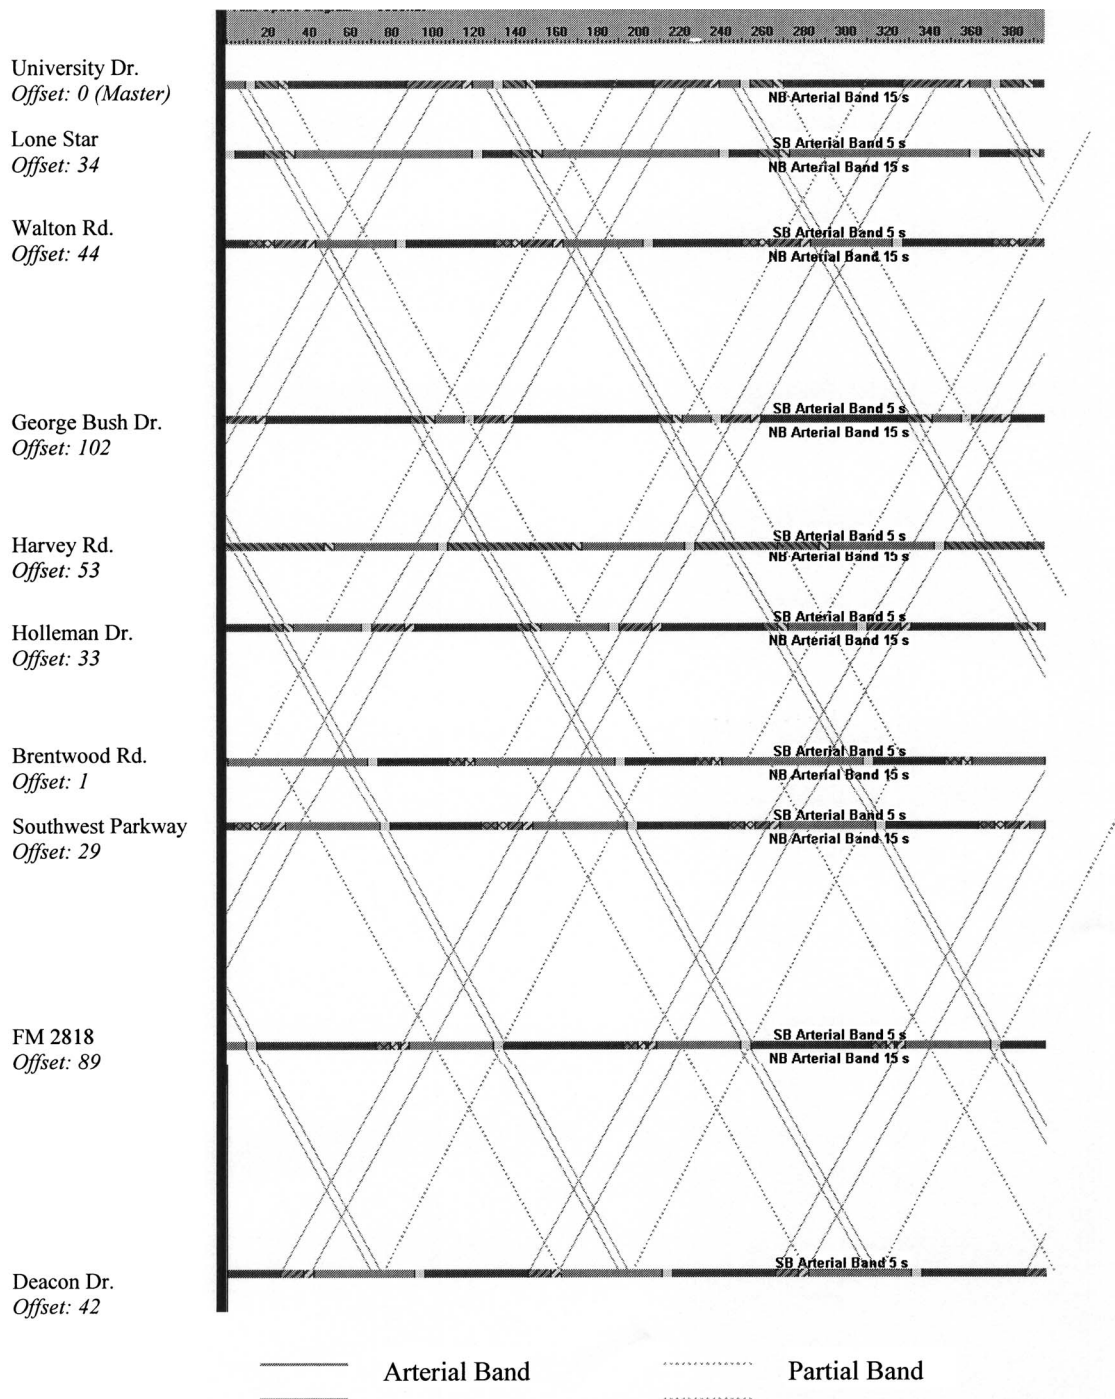 20 40 60 80 100 120 140 160 180 200 220 240 260 280 300 320 340 360 380
University Dr.
Offset: 0 (Master)
NB Arterial Band 15 s
Lone Star
Offset: 34
SB Arterial Band 5 s
NB Arterial Band 15 s
Walton Rd.
Offset: 44
SB Arterial Band 5 s
NB Arterial Band 15 s
George Bush Dr.
Offset: 102
SB Arterial Band 5 s
NB Arterial Band 15 s
Harvey Rd.
Offset: 53
SB Arterial Band 5 s
NB Arterial Band 15 s
Holleman Dr.
Offset: 33
SB Arterial Band 5 s
NB Arterial Band 15 s
Brentwood Rd.
Offset: 1
SB Arterial Band 5 s
NB Arterial Band 15 s
Southwest Parkway
Offset: 29
SB Arterial Band 5 s
NB Arterial Band 15 s
FM 2818
Offset: 89
SB Arterial Band 5 s
NB Arterial Band 15 s
Deacon Dr.
Offset: 42
SB Arterial Band 5 s
Arterial Band
Partial Band